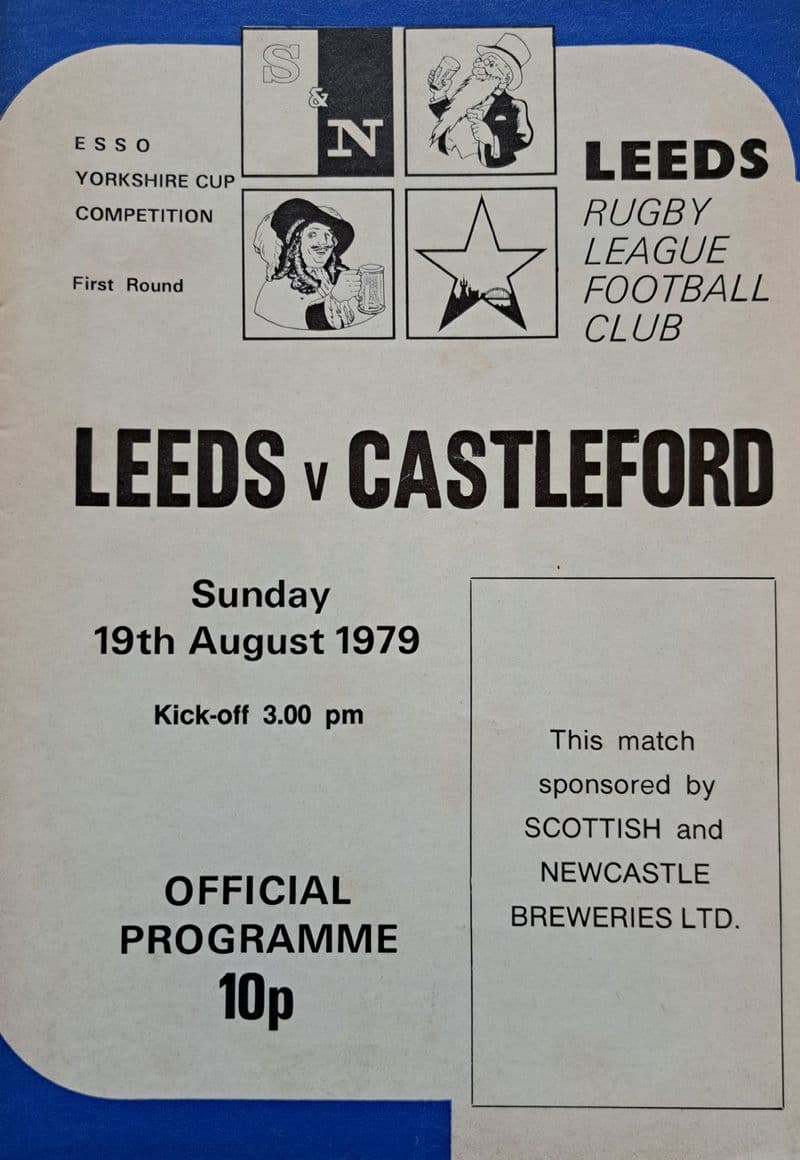 S
&
N
ESSO
YORKSHIRE CUP
COMPETITION
First Round
LEEDS
RUGBY
LEAGUE
FOOTBALL
CLUB
LEEDS v CASTLEFORD
Sunday
19th August 1979
Kick-off 3.00 pm
OFFICIAL
PROGRAMME
10p
This match
sponsored by
SCOTTISH and
NEWCASTLE
BREWERIES LTD.